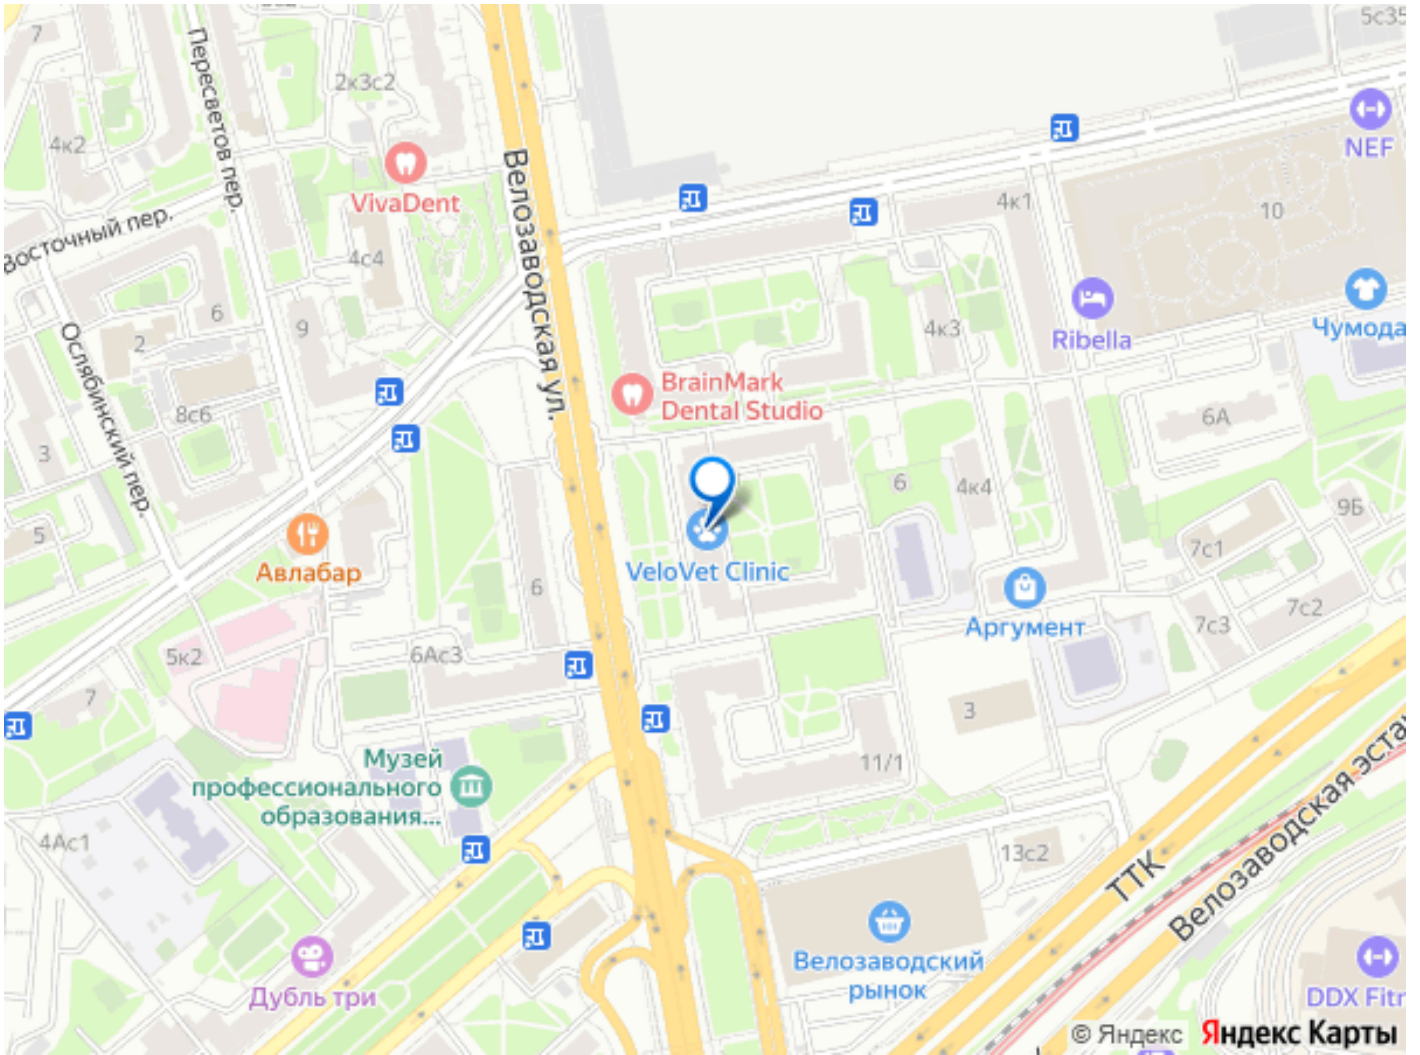 5с35
7
2к3с2
4к2
Пересветов пер.
Велозаводская ул.
NEF
VivaDent
4к1
10
Восточный пер.
4с4
6
9
2
4к3
Ribella
Чумода
Ослябинский пер.
BrainMark
Dental Studio
8с6
6А
3
6
4к4
9Б
5
7с1
Авлабар
VeloVet Clinic
6
7с2
Аргумент
7с3
5к2
6Ас3
7
3
Музей
профессионального
образования...
11/1
4Ас1
13с2
ТТК
Велозаводская эста
Велозаводский
рынок
Дубль три
DDX Fitn
© Яндекс Яндекс Карты